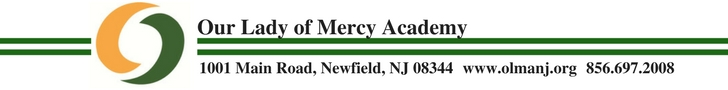 Our Lady of Mercy Academy
1001 Main Road, Newfield, NJ 08344 www.olmanj.org 856.697.2008